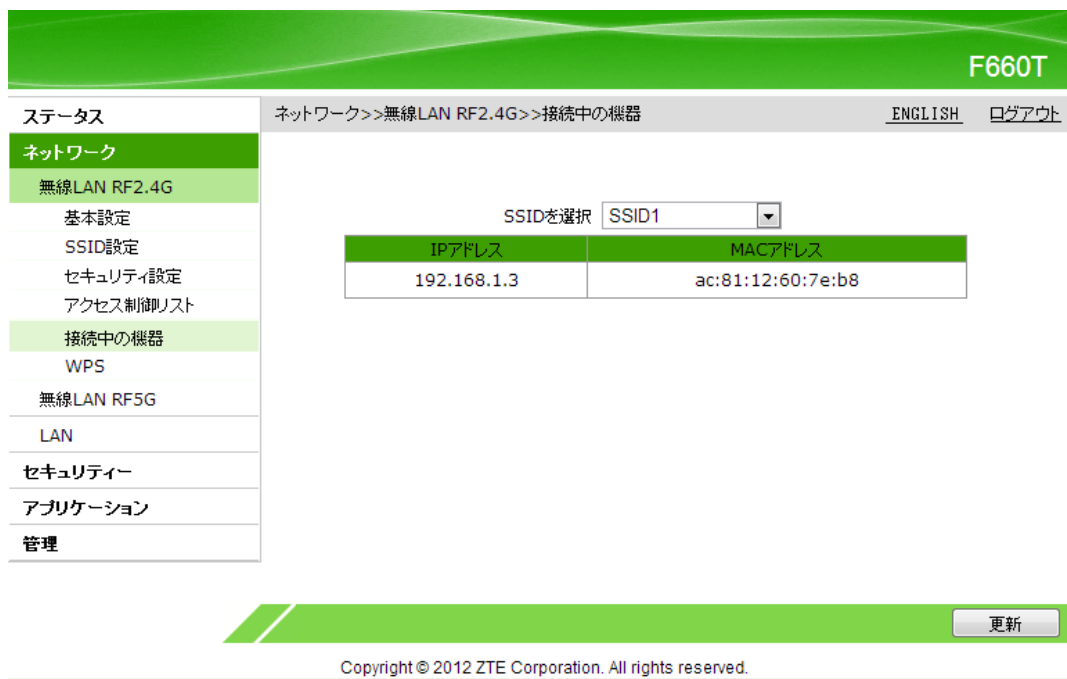 F660T
ステータス
ネットワーク>>無線LAN RF2.4G>>接続中の機器 ENGLISH ログアウト
ネットワーク
無線LAN RF2.4G
基本設定
SSID設定
セキュリティ設定
アクセス制御リスト
接続中の機器
WPS
無線LAN RF5G
LAN
セキュリティー
アプリケーション
管理
SSIDを選択 SSID1
IPアドレス MACアドレス
192.168.1.3 ac:81:12:60:7e:b8
更新
Copyright © 2012 ZTE Corporation. All rights reserved.